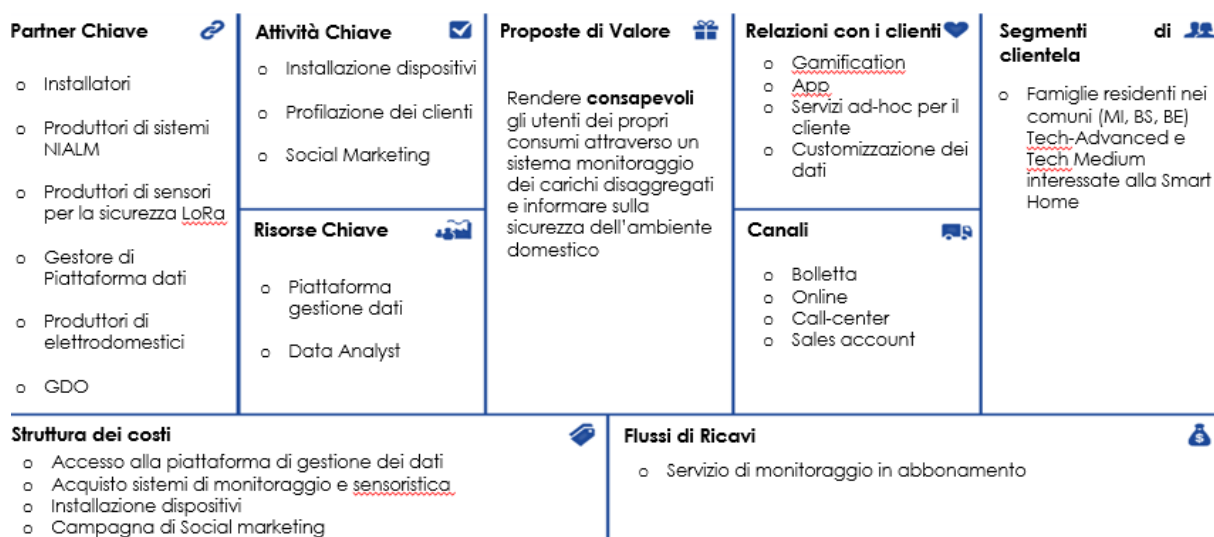 Partner Chiave
Installatori
Produttori di sistemi
NIALM
Produttori di sensori
per la sicurezza LoRa
Gestore di
Piattaforma dati
Produttori di
elettrodomestici
GDO
Attività Chiave
Installazione dispositivi
Profilazione dei clienti
Social Marketing
Risorse Chiave
Piattaforma
gestione dati
Data Analyst
Proposte di Valore
Rendere consapevoli
gli utenti dei propri
consumi attraverso un
sistema monitoraggio
dei carichi disaggregati
e informare sulla
sicurezza dell'ambiente
domestico
Relazioni con i clienti
Gamification
App
Servizi ad-hoc per il
cliente
Customizzazione dei
dati
Canali
Bolletta
Online
Call-center
Sales account
Segmenti di
clientela
Famiglie residenti nei
comuni (MI, BS, BE)
Tech-Advanced e
Tech Medium
interessate alla Smart
Home
Struttura dei costi
Accesso alla piattaforma di gestione dei dati
Acquisto sistemi di monitoraggio e sensoristica
Installazione dispositivi
Campagna di Social marketing
Flussi di Ricavi
Servizio di monitoraggio in abbonamento